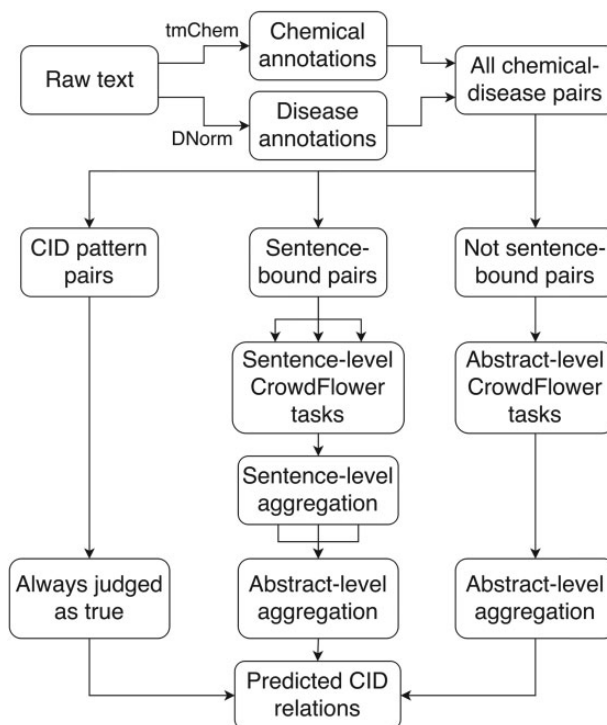 tmChem
Chemical
annotations
Raw text
All chemical-
disease pairs
Disease
annotations
DNorm
CID pattern
pairs
Sentence-
bound pairs
Not sentence-
bound pairs
Sentence-level
CrowdFlower
tasks
Abstract-level
CrowdFlower
tasks
Sentence-level
aggregation
Always judged
as true
Abstract-level
aggregation
Abstract-level
aggregation
Predicted CID
relations